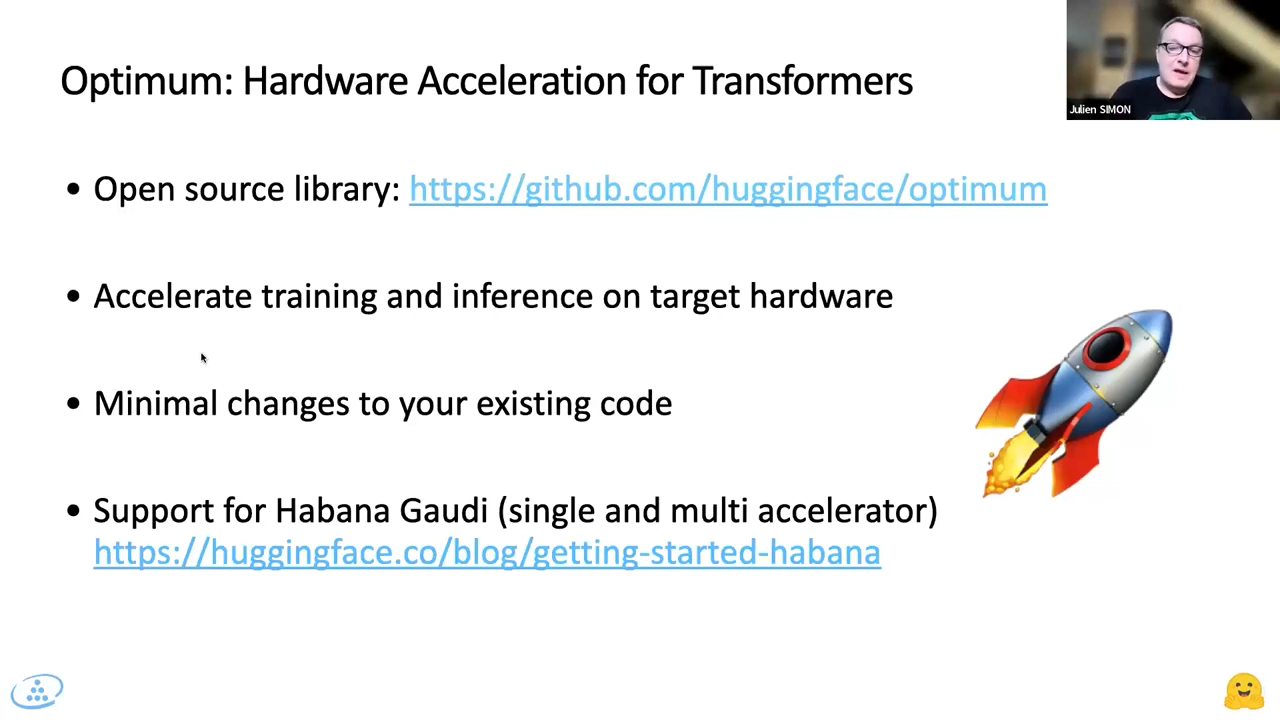 Optimum: Hardware Acceleration for Transformers
Julien SIMON
• Open source library: https://github.com/huggingface/optimum
• Accelerate training and inference on target hardware
• Minimal changes to your existing code
• Support for Habana Gaudi (single and multi accelerator)
https://huggingface.co/blog/getting-started-habana